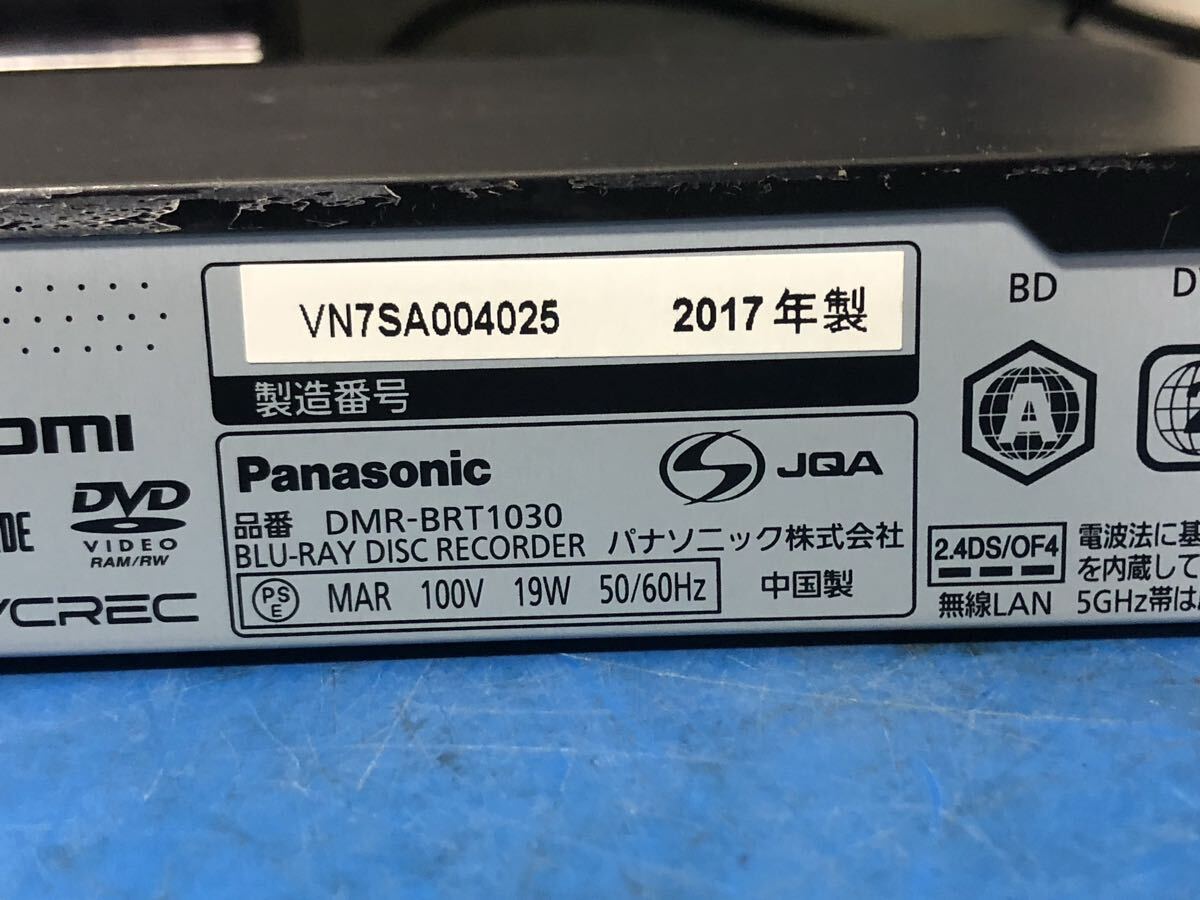 VN7SA004025 2017年製
製造番号
Panasonic JQA
品番 DMR-BRT1030
BLU-RAY DISC RECORDER パナソニック株式会社
PS E MAR 100V 19W 50/60Hz 中国製
DVD
VIDEO
RAM/RW
BD
A
2
2.4DS/OF4
無線LAN
電波法に基
を内蔵して
5GHz帯は